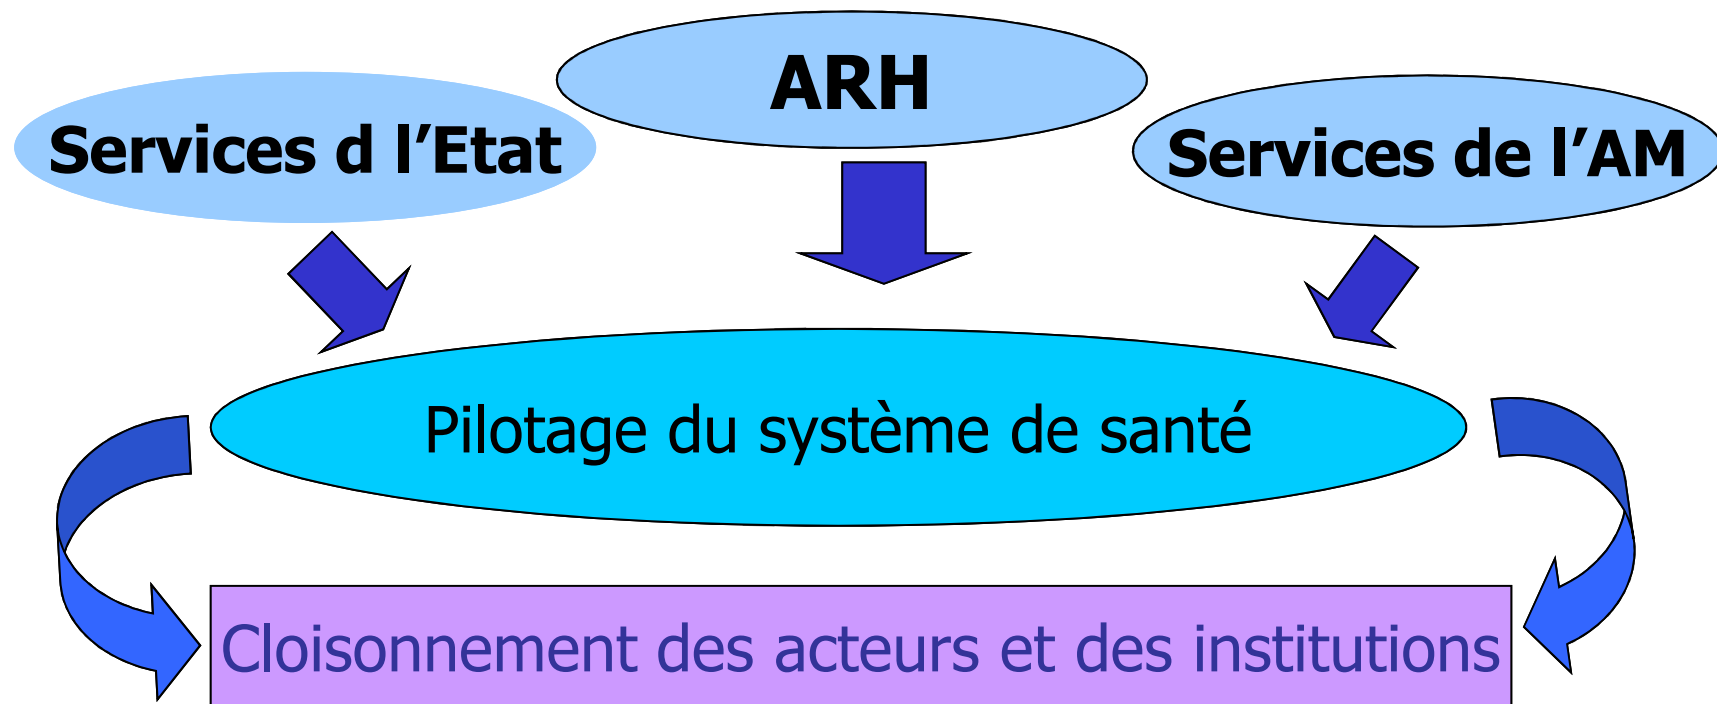 ARH
Services d l’Etat
Services de l’AM
Pilotage du système de santé
Cloisonnement des acteurs et des institutions